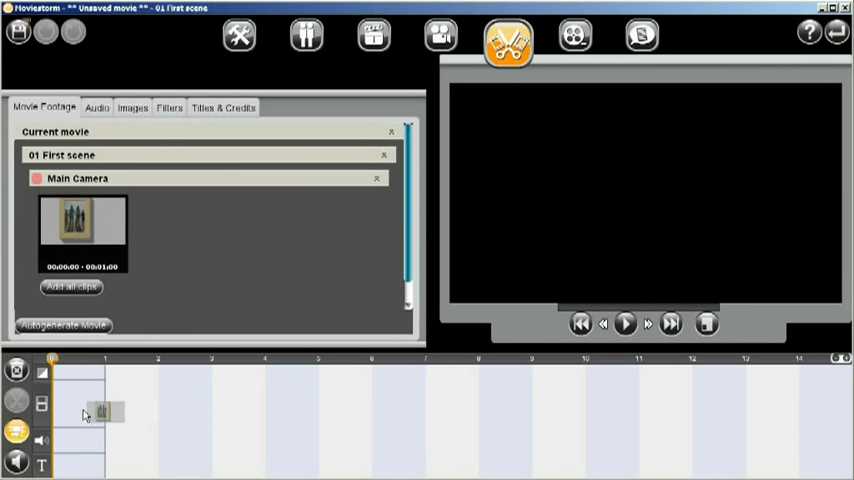 Moviestorm - ** Unsaved movie ** - 01 First scene
Movie Footage Audio Images Filters Titles & Credits
Current movie
01 First scene
Main Camera
00:00:00 - 00:01:00
Add all clips
Autogenerate Movie
0 1 2 3 4 5 6 7 8 9 10 11 12 13 14
T